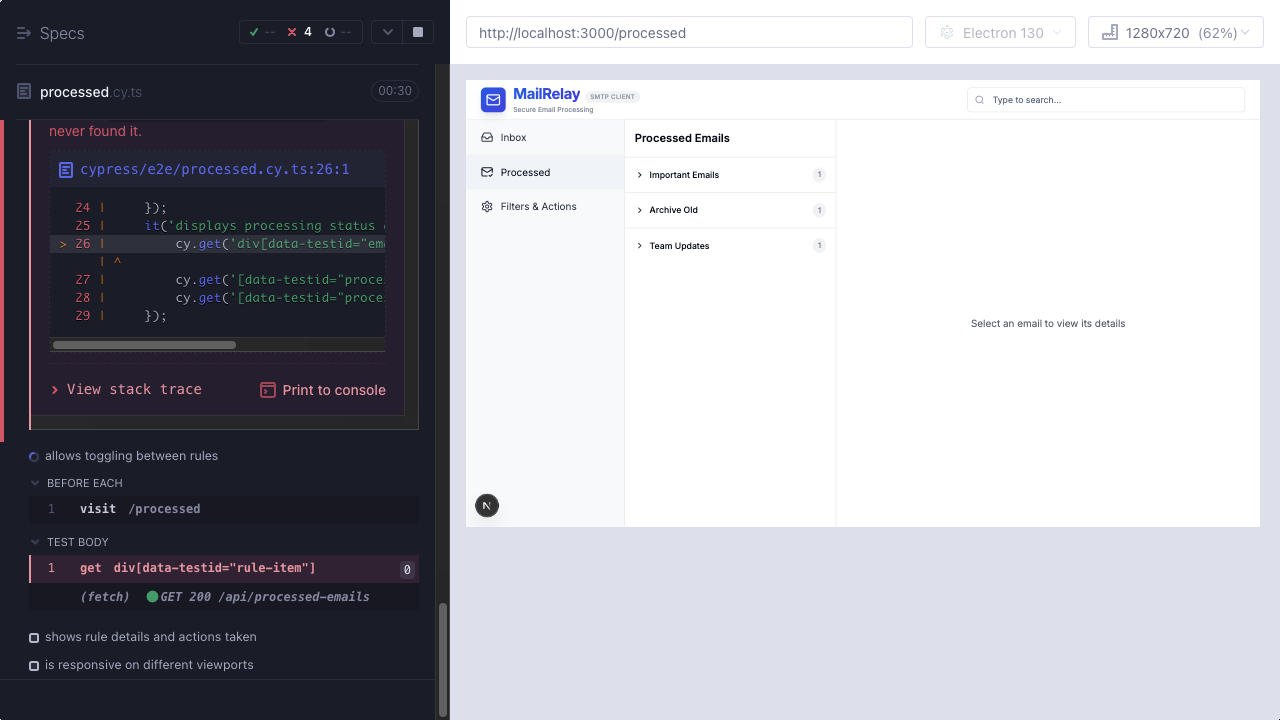 Specs
-- 4 --
processed.cy.ts
00:30
never found it.
cypress/e2e/processed.cy.ts:26:1
24 | });
25 | it('displays processing status
> 26 | cy.get('div[data-testid="em
| ^
27 | cy.get('[data-testid="proce
28 | cy.get('[data-testid="proce
29 | });
View stack trace
Print to console
allows toggling between rules
BEFORE EACH
1 visit /processed
TEST BODY
1 get div[data-testid="rule-item"] 0
(fetch) GET 200 /api/processed-emails
shows rule details and actions taken
is responsive on different viewports
http://localhost:3000/processed
Electron 130
1280x720 (62%)
MailRelay SMTP CLIENT
Secure Email Processing
Type to search...
Inbox
Processed
Filters & Actions
Processed Emails
Important Emails 1
Archive Old 1
Team Updates 1
Select an email to view its details
N